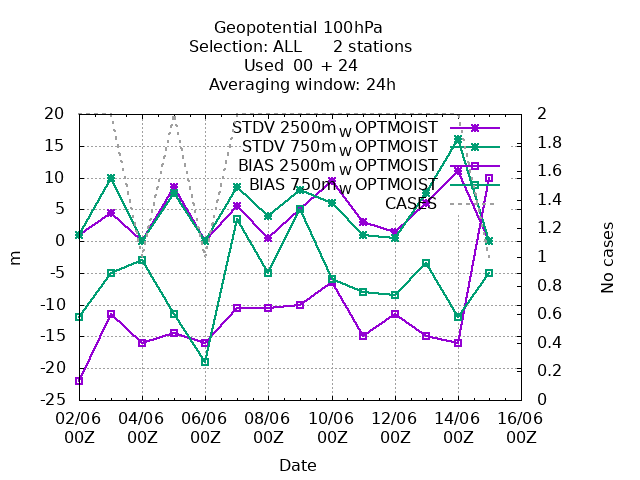 Geopotential 100hPa
Selection: ALL 2 stations
Used 00 + 24
Averaging window: 24h
STDV 2500m W OPTMOIST
STDV 750m W OPTMOIST
BIAS 2500m W OPTMOIST
BIAS 750m W OPTMOIST
CASES
20
15
10
5
0
-5
-10
-15
-20
-25
m
2
1.8
1.6
1.4
1.2
1
0.8
0.6
0.4
0.2
0
No cases
02/06 04/06 06/06 08/06 10/06 12/06 14/06 16/06
00Z 00Z 00Z 00Z 00Z 00Z 00Z 00Z
Date